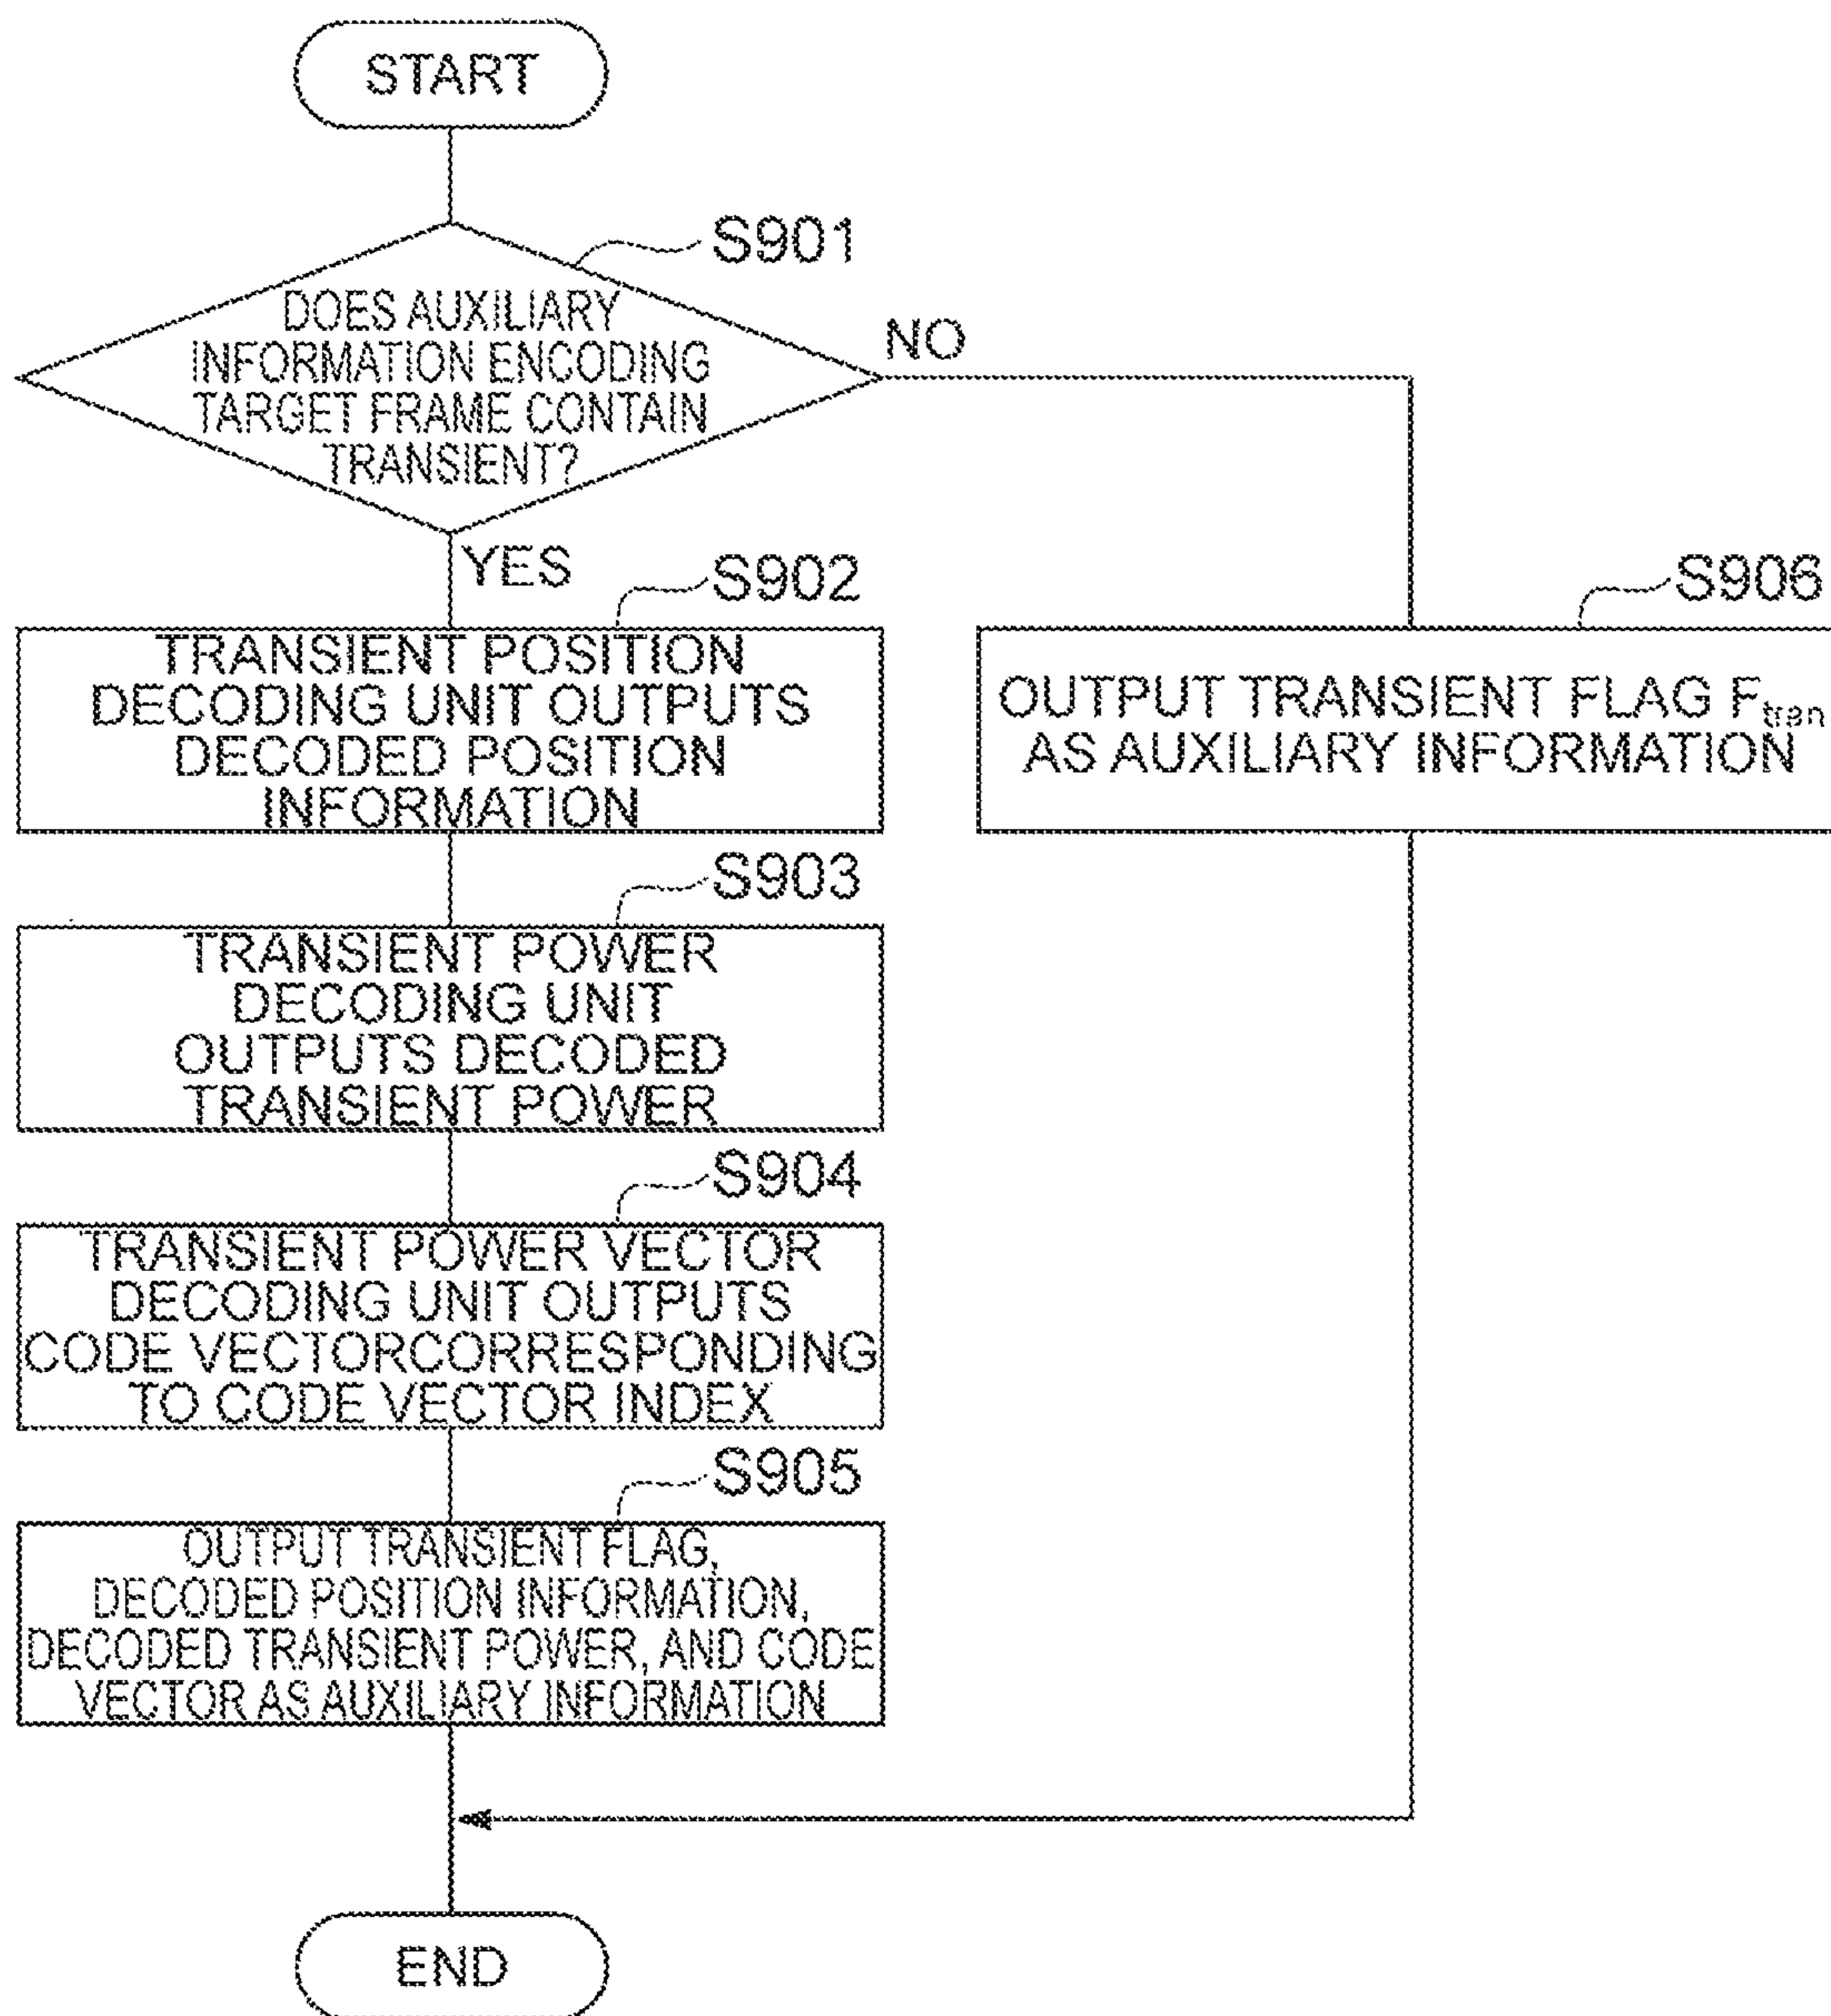 START
S901
DOES AUXILIARY
INFORMATION ENCODING
TARGET FRAME CONTAIN
TRANSIENT?
NO
YES
S902
TRANSIENT POSITION
DECODING UNIT OUTPUTS
DECODED POSITION
INFORMATION
S906
OUTPUT TRANSIENT FLAG Ftran
AS AUXILIARY INFORMATION
S903
TRANSIENT POWER
DECODING UNIT
OUTPUTS DECODED
TRANSIENT POWER
S904
TRANSIENT POWER VECTOR
DECODING UNIT OUTPUTS
CODE VECTORCORRESPONDING
TO CODE VECTOR INDEX
S905
OUTPUT TRANSIENT FLAG,
DECODED POSITION INFORMATION,
DECODED TRANSIENT POWER, AND CODE
VECTOR AS AUXILIARY INFORMATION
END